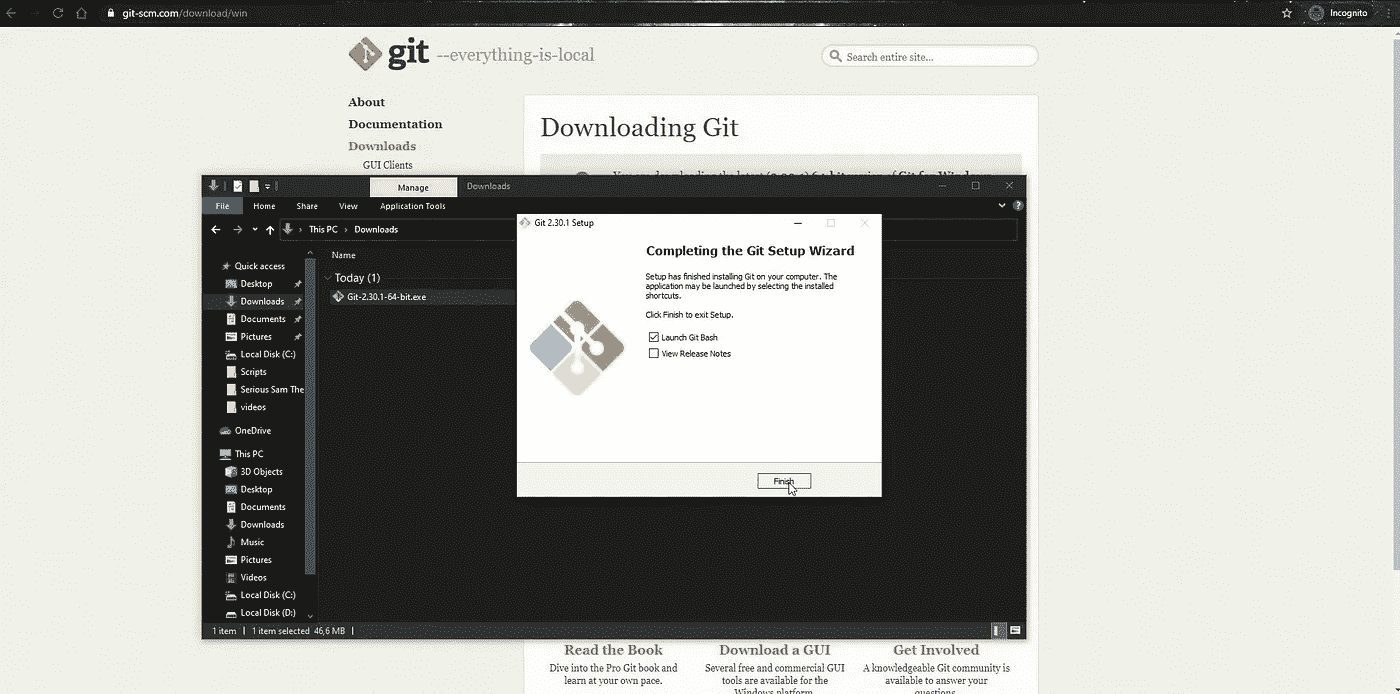 git-scm.com/download/win
Incognito
git --everything-is-local
Search entire site...
About
Documentation
Downloads
GUI Clients
Downloading Git
Manage
Downloads
File
Home
Share
View
Application Tools
This PC
Downloads
Name
Quick access
Desktop
Downloads
Documents
Pictures
Local Disk (C:)
Scripts
Serious Sam The
videos
OneDrive
This PC
3D Objects
Desktop
Documents
Downloads
Music
Pictures
Videos
Local Disk (C:)
Local Disk (D:)
Today (1)
Git-2.30.1-64-bit.exe
1 item
1 item selected 46,6 MB
Git 2.30.1 Setup
Completing the Git Setup Wizard
Setup has finished installing Git on your computer. The
application may be launched by selecting the installed
shortcuts.
Click Finish to exit Setup.
Launch Git Bash
View Release Notes
Finish
Read the Book
Dive into the Pro Git book and
learn at your own pace.
Download a GUI
Several free and commercial GUI
tools are available for the
Windows platform
Get Involved
A knowledgeable Git community is
available to answer your
questions